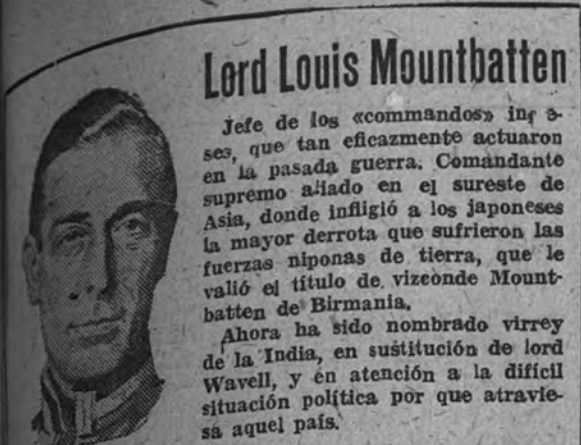 Lord Louis Mountbatten
Jefe de los «commandos» ing e-
ses, que tan eficazmente actuaron
en la pasada guerra. Comandante
supremo aliado en el sureste de
Asia, donde infligió a los japoneses
la mayor derrota que sufrieron las
fuerzas niponas de tierra, que le
valió el título de vizconde Mount-
batten de Birmania.
Ahora ha sido nombrado virrey
de la India, en sustitución de lord
Wavell, y en atención a la difícil
situación política por que atravie-
sa aquel país.